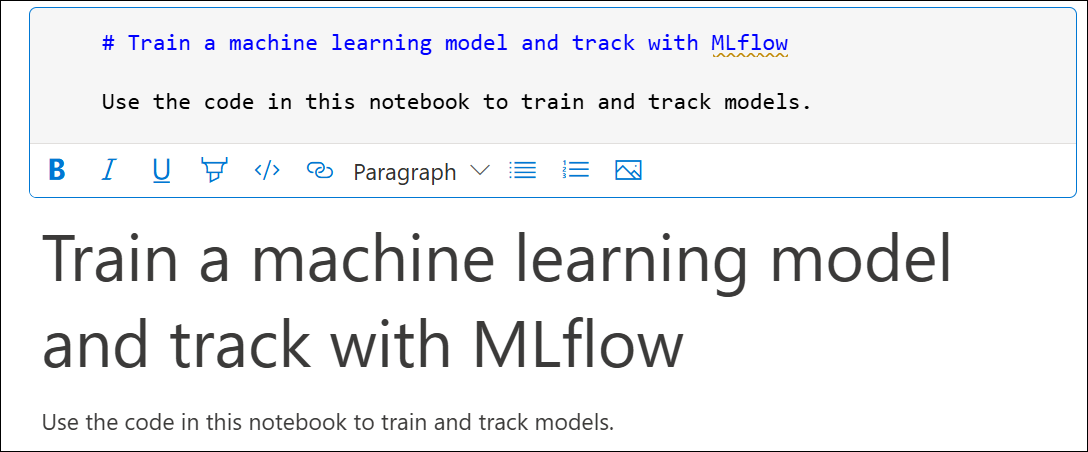 # Train a machine learning model and track with MLflow
Use the code in this notebook to train and track models.
B I U </> Paragraph
Train a machine learning model
and track with MLflow
Use the code in this notebook to train and track models.